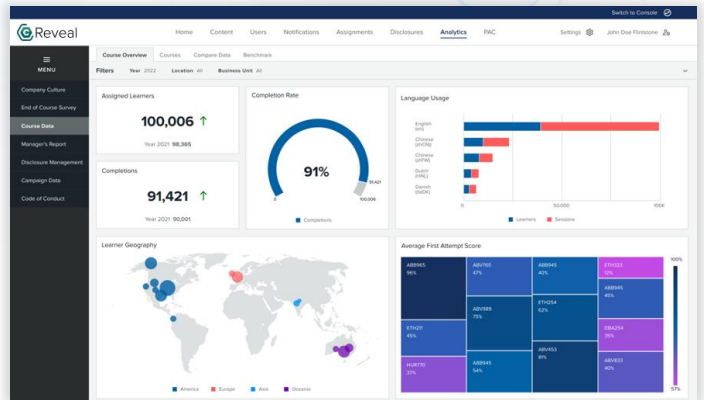 Switch to Console
Reveal
Home Content Users Notifications Assignments Disclosures Analytics PAC Settings John Doe Flintstone
MENU
Course Overview Courses Compare Data Benchmark
Filters Year 2022 Location All Business Unit All
Company Culture
End of Course Survey
Course Data
Manager's Report
Disclosure Management
Campaign Data
Code of Conduct
Assigned Learners
100,006 ↑
Year 2021 98,365
Completions
91,421 ↑
Year 2021 90,001
Completion Rate
91%
91,421
0 100,006
Completions
Language Usage
English
(en)
Chinese
(zhCN)
Chinese
(zhTW)
Dutch
(nlNL)
Danish
(daDK)
0 50,000 100K
Learners Sessions
Learner Geography
America Europe Asia Oceania
Average First Attempt Score
ABB965
96%
ETH211
45%
HUR770
37%
ABV765
47%
ABV989
75%
ABB945
54%
ABB945
40%
ETH254
62%
ABV453
81%
ETH323
12%
ABB945
45%
EBA254
35%
ABV833
40%
100%
57%